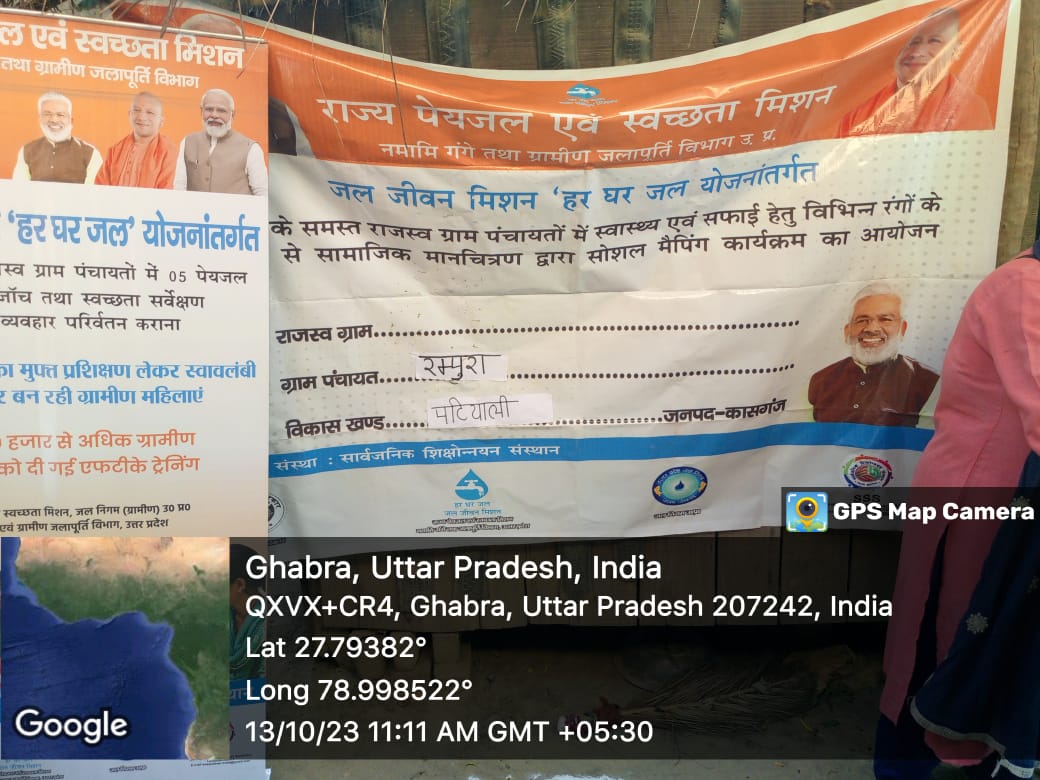 ल एवं स्वच्छता मिशन
तथा ग्रामीण जलापूर्ति विभाग
'हर घर जल' योजनांतर्गत
स्व ग्राम पंचायतों में 05 पेयजल
जाँच तथा स्वच्छता सर्वेक्षण
व्यवहार परिवर्तन कराना
का मुफ्त प्रशिक्षण लेकर स्वावलंबी
र बन रही ग्रामीण महिलाएं
हजार से अधिक ग्रामीण
को दी गई एफटीके ट्रेनिंग
स्वच्छता मिशन, जल निगम (ग्रामीण) उ0 प्र0
एवं ग्रामीण जलापूर्ति विभाग, उत्तर प्रदेश
राज्य पेयजल एवं स्वच्छता मिशन
नमामि गंगे तथा ग्रामीण जलापूर्ति विभाग उ. प्र.
जल जीवन मिशन 'हर घर जल योजनांतर्गत
के समस्त राजस्व ग्राम पंचायतों में स्वास्थ्य एवं सफाई हेतु विभिन्न रंगों के
से सामाजिक मानचित्रण द्वारा सोशल मैपिंग कार्यक्रम का आयोजन
राजस्व ग्राम
ग्राम पंचायत रम्पुरा
विकास खण्ड पटियाली जनपद-कासगंज
संस्था : सार्वजनिक शिक्षोन्नयन संस्थान
हर घर जल
जल जीवन मिशन
SSS
GPS Map Camera
Ghabra, Uttar Pradesh, India
QXVX+CR4, Ghabra, Uttar Pradesh 207242, India
Lat 27.79382°
Long 78.998522°
13/10/23 11:11 AM GMT +05:30
Google